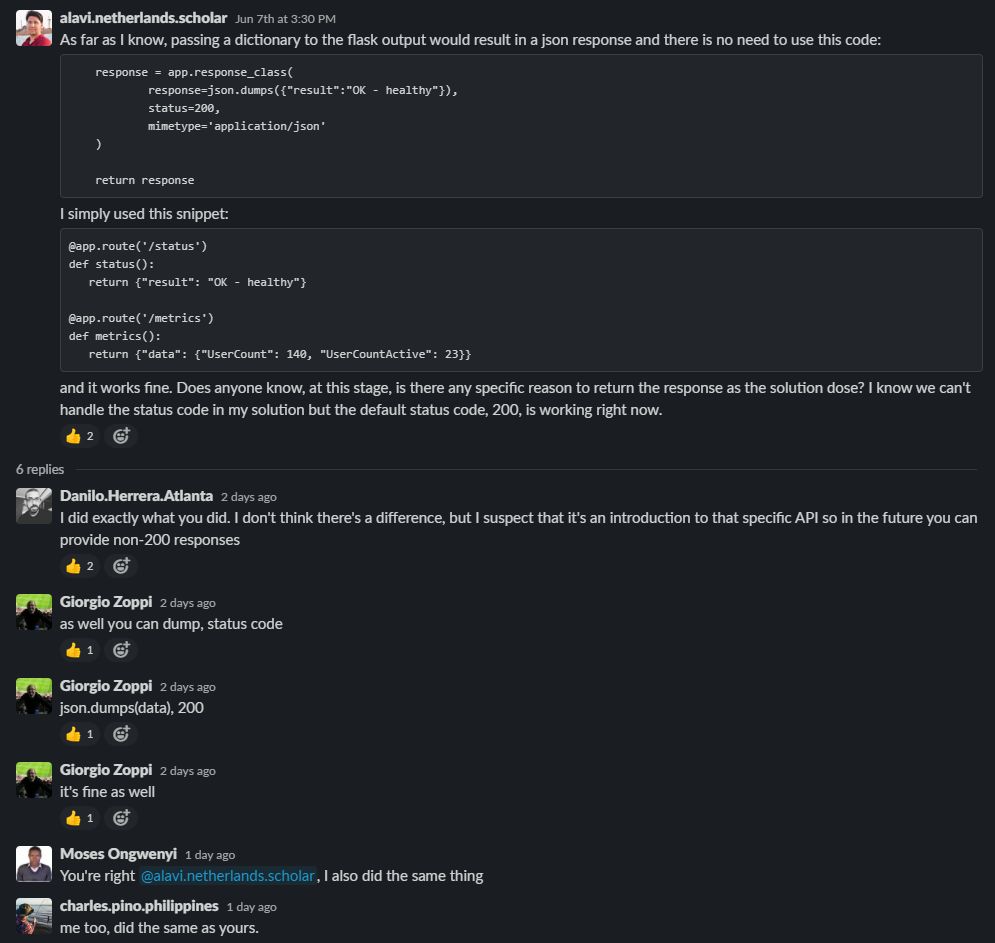 alavi.netherlands.scholar Jun 7th at 3:30 PM
As far as I know, passing a dictionary to the flask output would result in a json response and there is no need to use this code:
response = app.response_class(
response=json.dumps({"result":"OK - healthy"}),
status=200,
mimetype='application/json'
)
return response
I simply used this snippet:
@app.route('/status')
def status():
return {"result": "OK - healthy"}
@app.route('/metrics')
def metrics():
return {"data": {"UserCount": 140, "UserCountActive": 23}}
and it works fine. Does anyone know, at this stage, is there any specific reason to return the response as the solution dose? I know we can't
handle the status code in my solution but the default status code, 200, is working right now.
2
6 replies
Danilo.Herrera.Atlanta 2 days ago
I did exactly what you did. I don't think there's a difference, but I suspect that it's an introduction to that specific API so in the future you can
provide non-200 responses
2
Giorgio Zoppi 2 days ago
as well you can dump, status code
1
Giorgio Zoppi 2 days ago
json.dumps(data), 200
1
Giorgio Zoppi 2 days ago
it's fine as well
1
Moses Ongwenyi 1 day ago
You're right @alavi.netherlands.scholar, I also did the same thing
charles.pino.philippines 1 day ago
me too, did the same as yours.